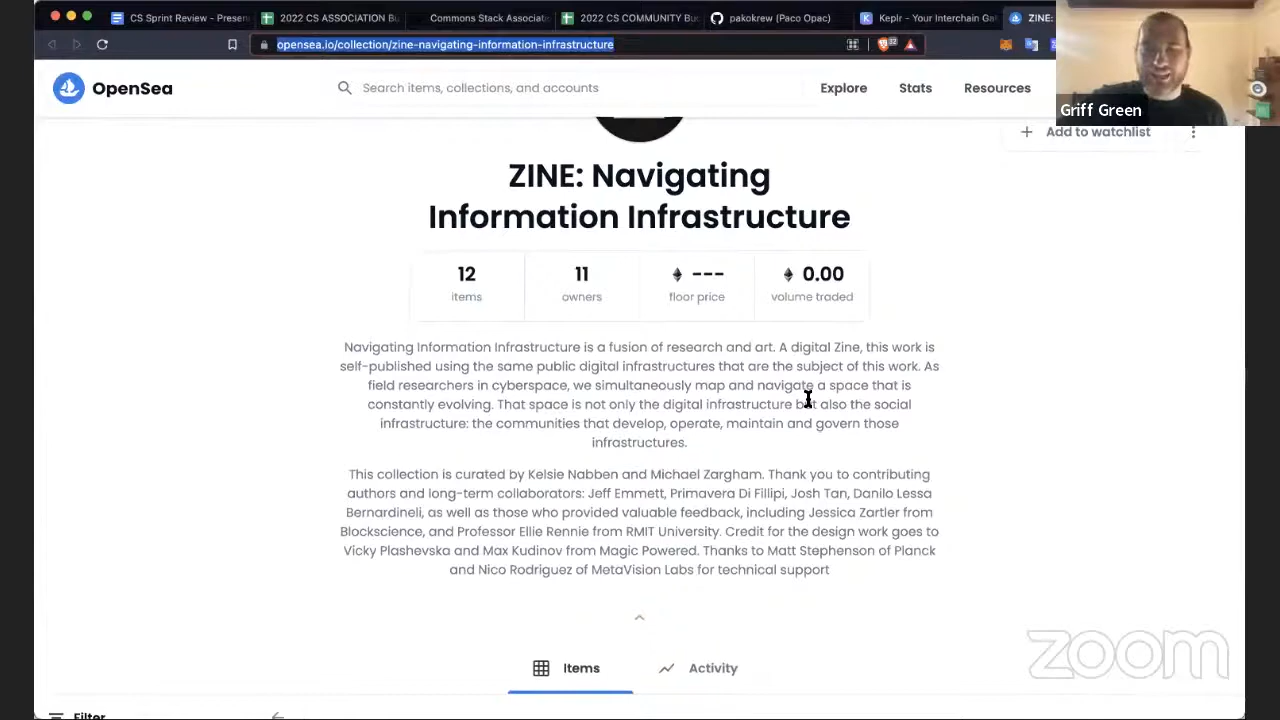 CS Sprint Review - Presen
2022 CS ASSOCIATION Bu
Commons Stack Associat
2022 CS COMMUNITY Buc
pakokrew (Paco Opac)
Keplr - Your Interchain Ga
ZINE:
opensea.io/collection/zine-navigating-information-infrastructure
32
Griff Green
OpenSea
Search items, collections, and accounts
Explore
Stats
Resources
Add to watchlist
ZINE: Navigating
Information Infrastructure
12
11
---
0.00
items
owners
floor price
volume traded
Navigating Information Infrastructure is a fusion of research and art. A digital Zine, this work is
self-published using the same public digital infrastructures that are the subject of this work. As
field researchers in cyberspace, we simultaneously map and navigate a space that is
constantly evolving. That space is not only the digital infrastructure but also the social
infrastructure: the communities that develop, operate, maintain and govern those
infrastructures.
This collection is curated by Kelsie Nabben and Michael Zargham. Thank you to contributing
authors and long-term collaborators: Jeff Emmett, Primavera Di Fillipi, Josh Tan, Danilo Lessa
Bernardineli, as well as those who provided valuable feedback, including Jessica Zartler from
Blockscience, and Professor Ellie Rennie from RMIT University. Credit for the design work goes to
Vicky Plashevska and Max Kudinov from Magic Powered. Thanks to Matt Stephenson of Planck
and Nico Rodriguez of MetaVision Labs for technical support
Items
Activity
zoom
Filter